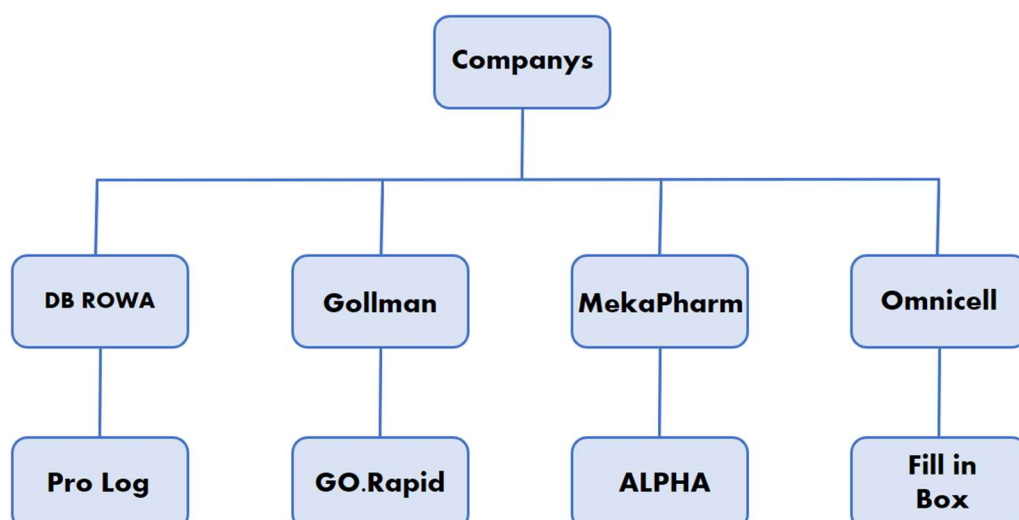 Companys
DB ROWA
Gollman
MekaPharm
Omnicell
Pro Log
GO.Rapid
ALPHA
Fill in
Box